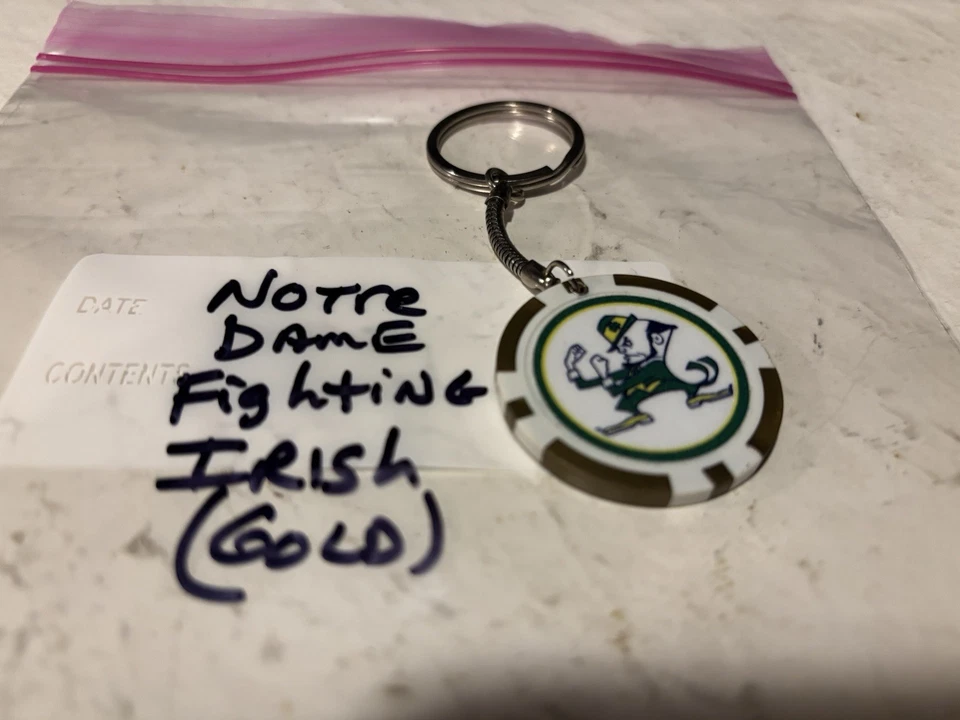 DATE
CONTENTS
NOTre
DAmE
FightiNG
IRISh
(GOLD)